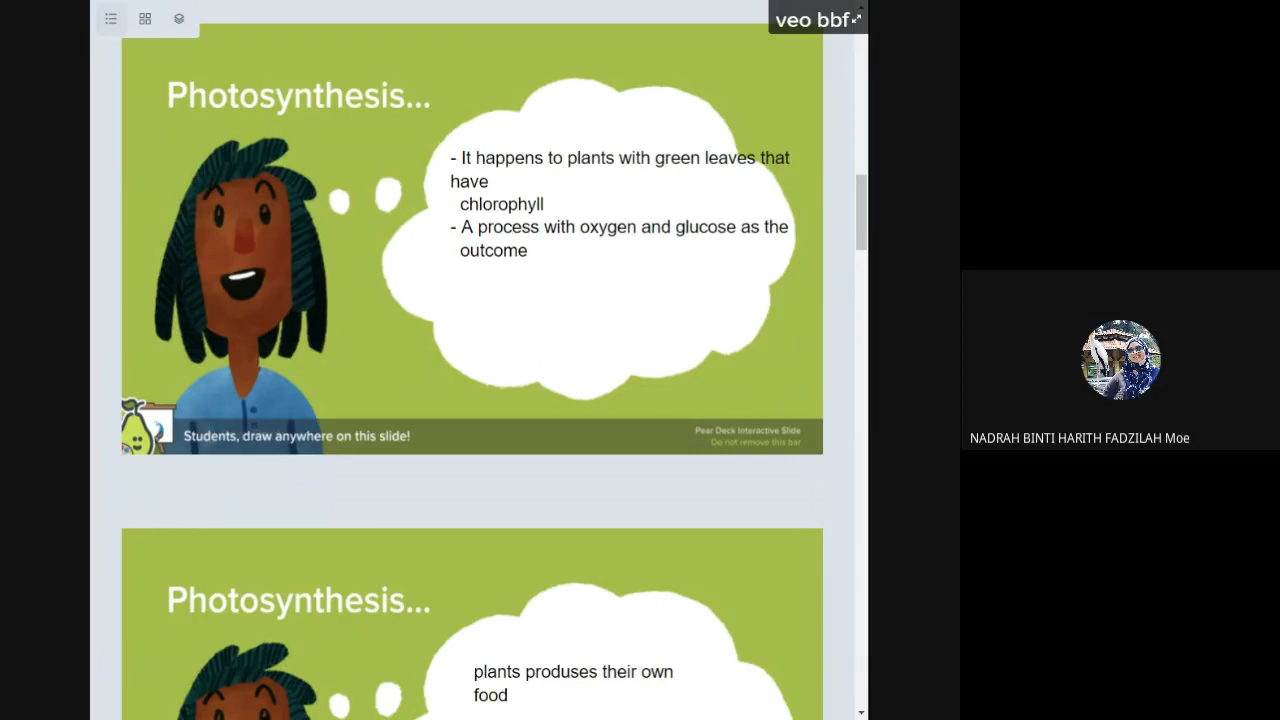 veo bbf
Photosynthesis...
- It happens to plants with green leaves that
have
chlorophyll
- A process with oxygen and glucose as the
outcome
Students, draw anywhere on this slide!
Pear Deck Interactive Slide
Do not remove this bar
NADRAH BINTI HARITH FADZILAH Moe
Photosynthesis...
plants produses their own
food